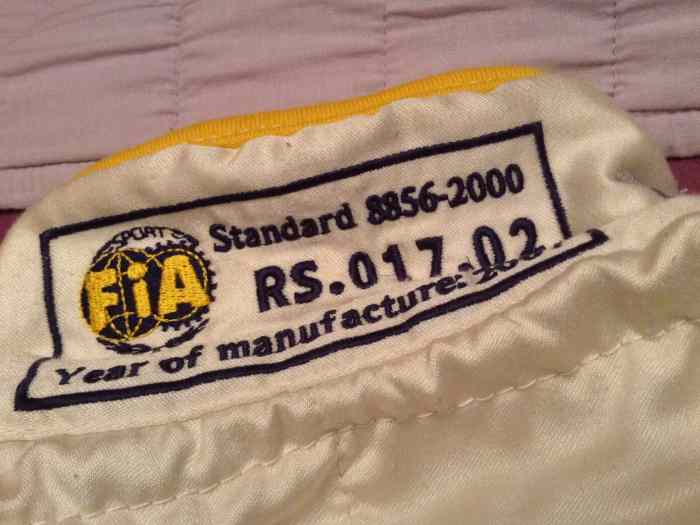 SPORT
FiA
Standard 8856-2000
RS.017.02
Year of manufacture: